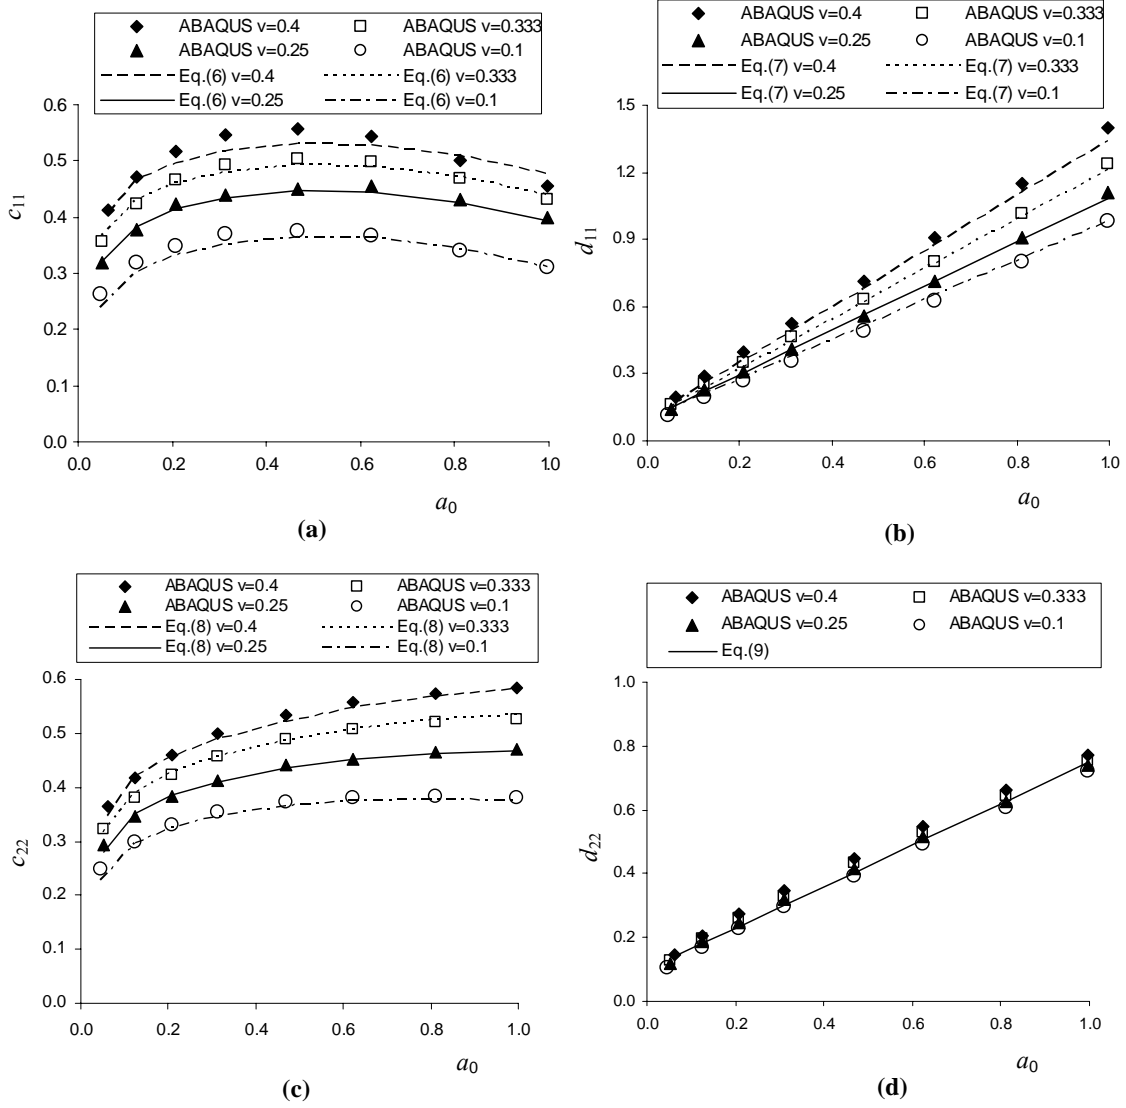 ABAQUS v=0.4 ABAQUS v=0.333
ABAQUS v=0.25 ABAQUS v=0.1
Eq.(6) v=0.4 Eq.(6) v=0.333
Eq.(6) v=0.25 Eq.(6) v=0.1
0.6
0.5
0.4
0.3
0.2
0.1
0.0
c11
0.0 0.2 0.4 0.6 0.8 1.0
a0
(a)
ABAQUS v=0.4 ABAQUS v=0.333
ABAQUS v=0.25 ABAQUS v=0.1
Eq.(7) v=0.4 Eq.(7) v=0.333
Eq.(7) v=0.25 Eq.(7) v=0.1
1.5
1.2
0.9
0.6
0.3
0.0
d11
0.0 0.2 0.4 0.6 0.8 1.0
a0
(b)
ABAQUS v=0.4 ABAQUS v=0.333
ABAQUS v=0.25 ABAQUS v=0.1
Eq.(8) v=0.4 Eq.(8) v=0.333
Eq.(8) v=0.25 Eq.(8) v=0.1
0.6
0.5
0.4
0.3
0.2
0.1
0.0
c22
0.0 0.2 0.4 0.6 0.8 1.0
a0
(c)
ABAQUS v=0.4 ABAQUS v=0.333
ABAQUS v=0.25 ABAQUS v=0.1
Eq.(9)
1.0
0.8
0.6
0.4
0.2
0.0
d22
0.0 0.2 0.4 0.6 0.8 1.0
a0
(d)